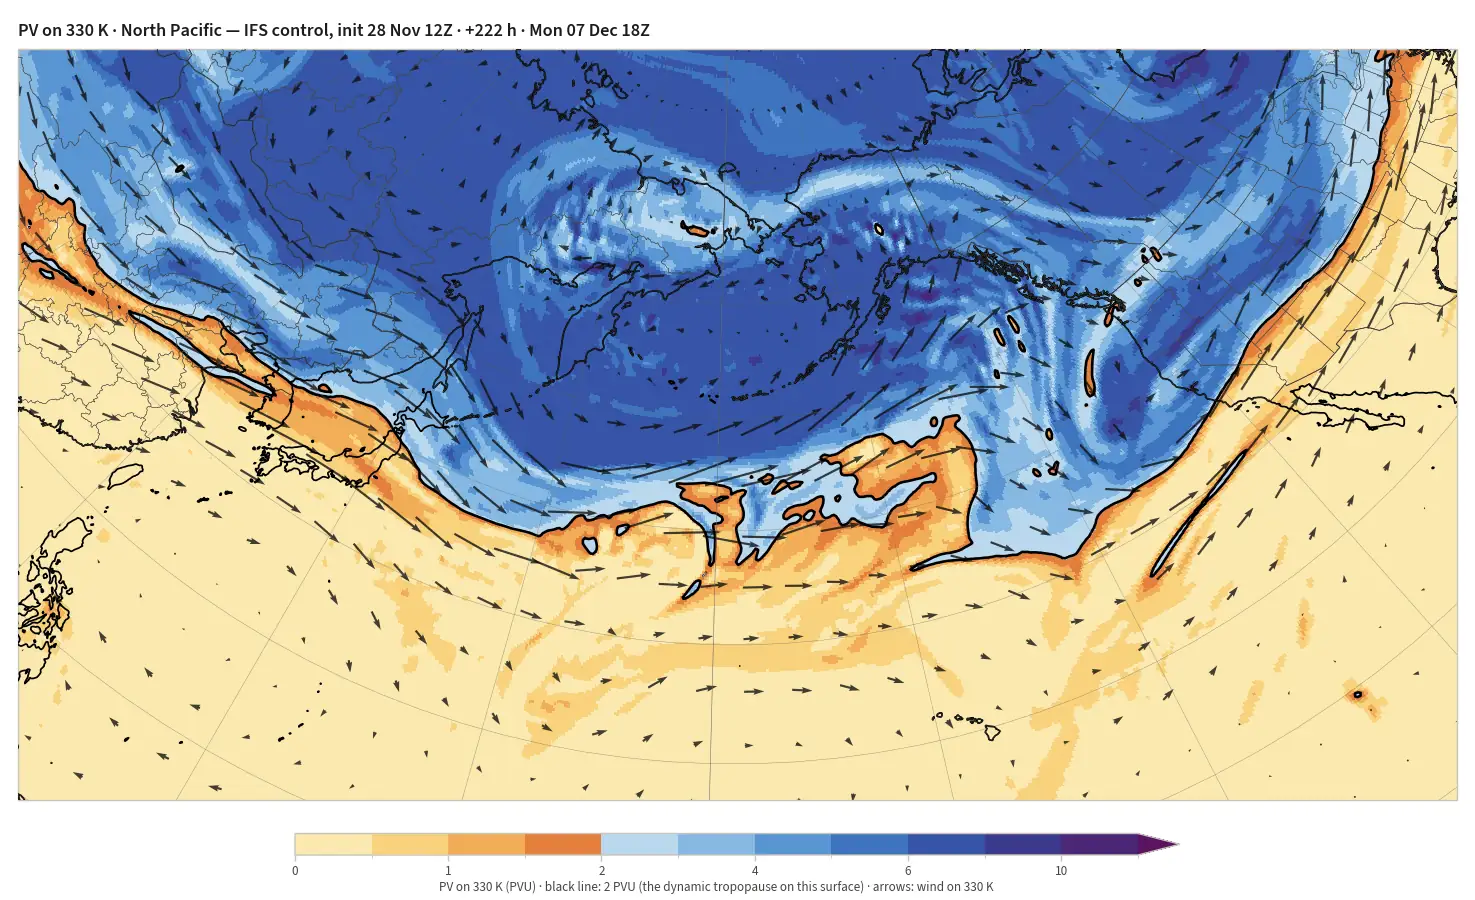 PV on 330 K · North Pacific — IFS control, init 28 Nov 12Z · +222 h · Mon 07 Dec 18Z
0 1 2 4 6 10
PV on 330 K (PVU) · black line: 2 PVU (the dynamic tropopause on this surface) · arrows: wind on 330 K